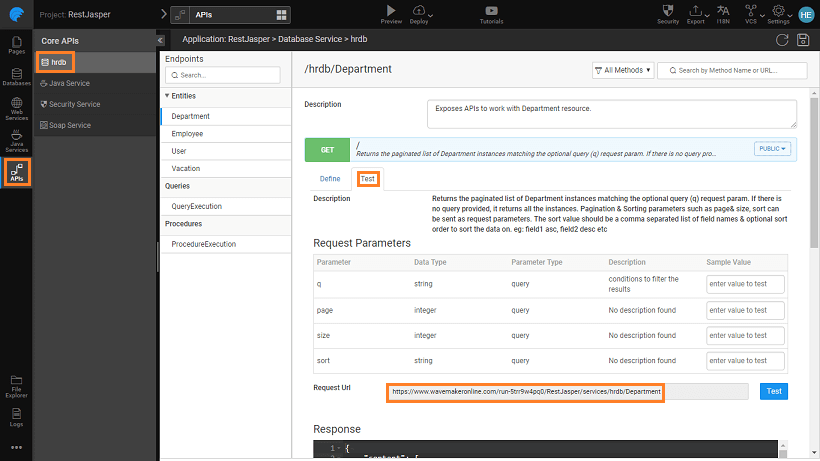 Project: RestJasper
APIs
Preview
Deploy
Tutorials
Security
Export
I18N
VCS
Settings
HE
Pages
Databases
Web
Services
Java
Services
APIs
File
Explorer
Logs
Core APIs
hrdb
Java Service
Security Service
Soap Service
Application: RestJasper > Database Service > hrdb
Endpoints
Search...
Entities
Department
Employee
User
Vacation
Queries
QueryExecution
Procedures
ProcedureExecution
/hrdb/Department
All Methods
Search by Method Name or URL...
Description
Exposes APIs to work with Department resource.
GET
/
Returns the paginated list of Department instances matching the optional query (q) request param. If there is no query pro...
PUBLIC
Define
Test
Description
Returns the paginated list of Department instances matching the optional query (q) request param. If there is
no query provided, it returns all the instances. Pagination & Sorting parameters such as page& size, sort can
be sent as request parameters. The sort value should be a comma separated list of field names & optional sort
order to sort the data on. eg: field1 asc, field2 desc etc
Request Parameters
Parameter Data Type Parameter Type Description Sample Value
q string query conditions to filter the results enter value to test
page integer query No description found enter value to test
size integer query No description found enter value to test
sort string query No description found enter value to test
Request Url
https://www.wavemakeronline.com/run-5trr9w4pq0/RestJasper/services/hrdb/Department
Test
Response
1 {
"content": [